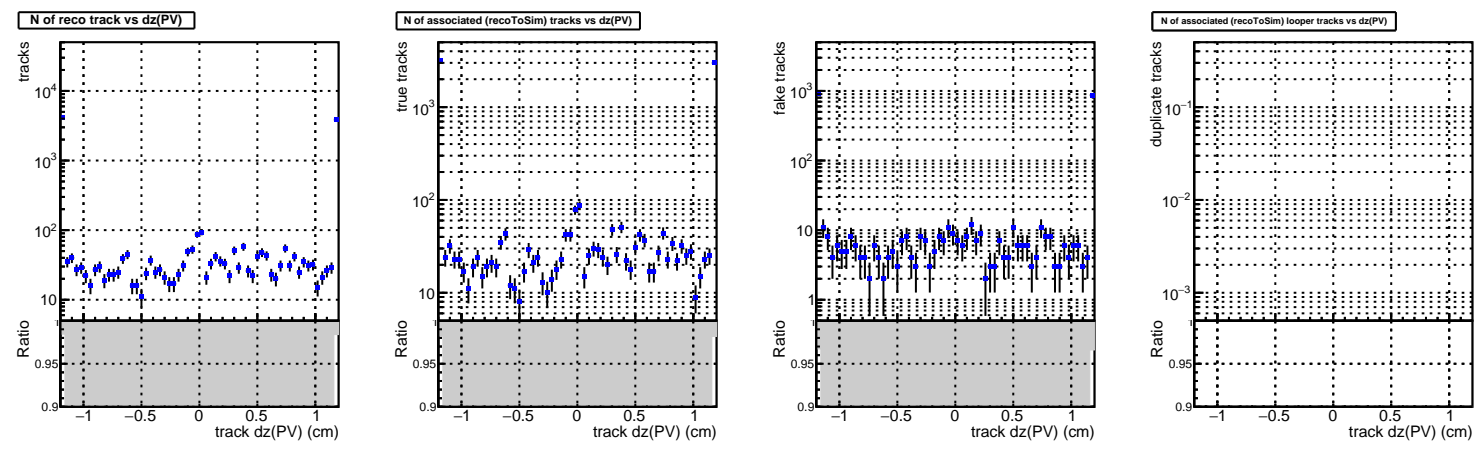 N of reco track vs dz(PV)
tracks
10^4
10^3
10^2
10
Ratio
1
0.95
0.9
−1 −0.5 0 0.5 1
track dz(PV) (cm)
N of associated (recoToSim) tracks vs dz(PV)
true tracks
10^3
10^2
10
Ratio
1
0.95
0.9
−1 −0.5 0 0.5 1
track dz(PV) (cm)
fake tracks
10^3
10^2
10
1
Ratio
1
0.95
0.9
−1 −0.5 0 0.5 1
track dz(PV) (cm)
N of associated (recoToSim) looper tracks vs dz(PV)
duplicate tracks
10^−1
10^−2
10^−3
Ratio
1
0.95
0.9
−1 −0.5 0 0.5 1
track dz(PV) (cm)